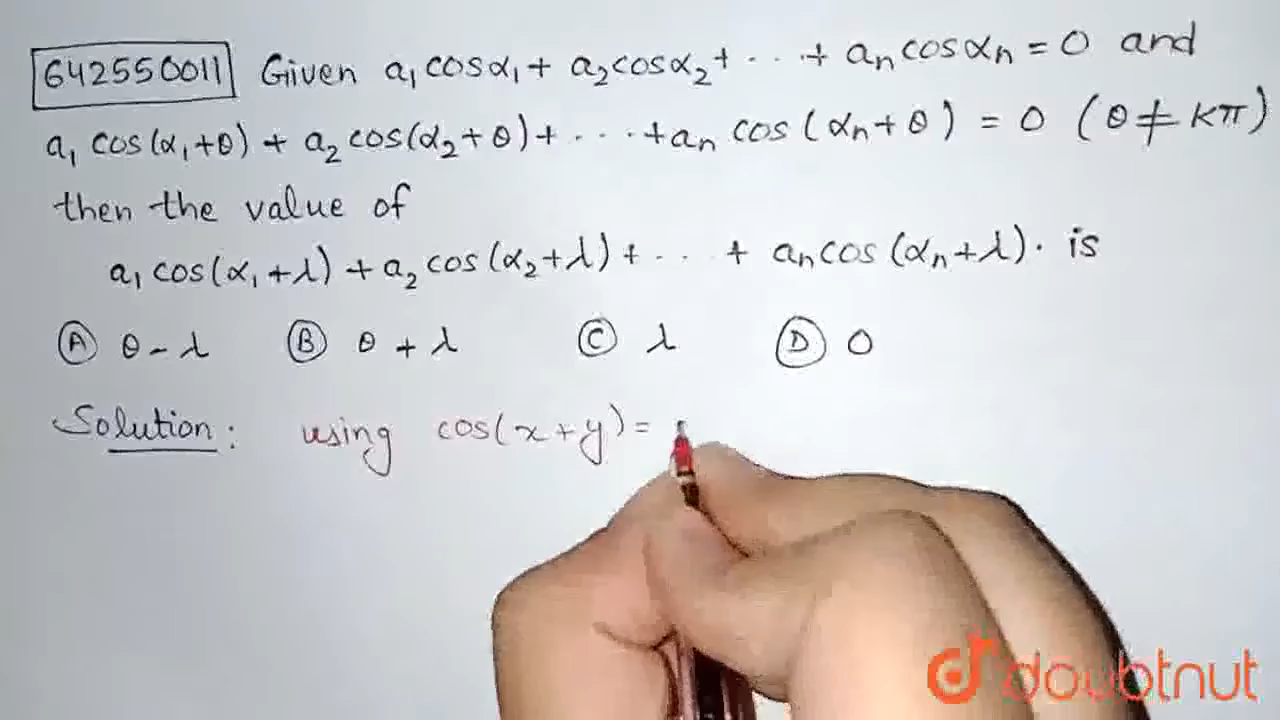 642550011 Given a₁cosα₁ + a₂cosα₂ + ... + aₙcosαₙ = 0 and
a₁ cos(α₁+θ) + a₂ cos(α₂+θ) + ... + aₙ cos(αₙ+θ) = 0 (θ ≠ kπ)
then the value of
a₁ cos(α₁+λ) + a₂ cos(α₂+λ) + ... + aₙ cos(αₙ+λ). is
Ⓐ θ - λ Ⓑ θ + λ Ⓒ λ Ⓓ 0
Solution: using cos(x+y) =
doubtnut